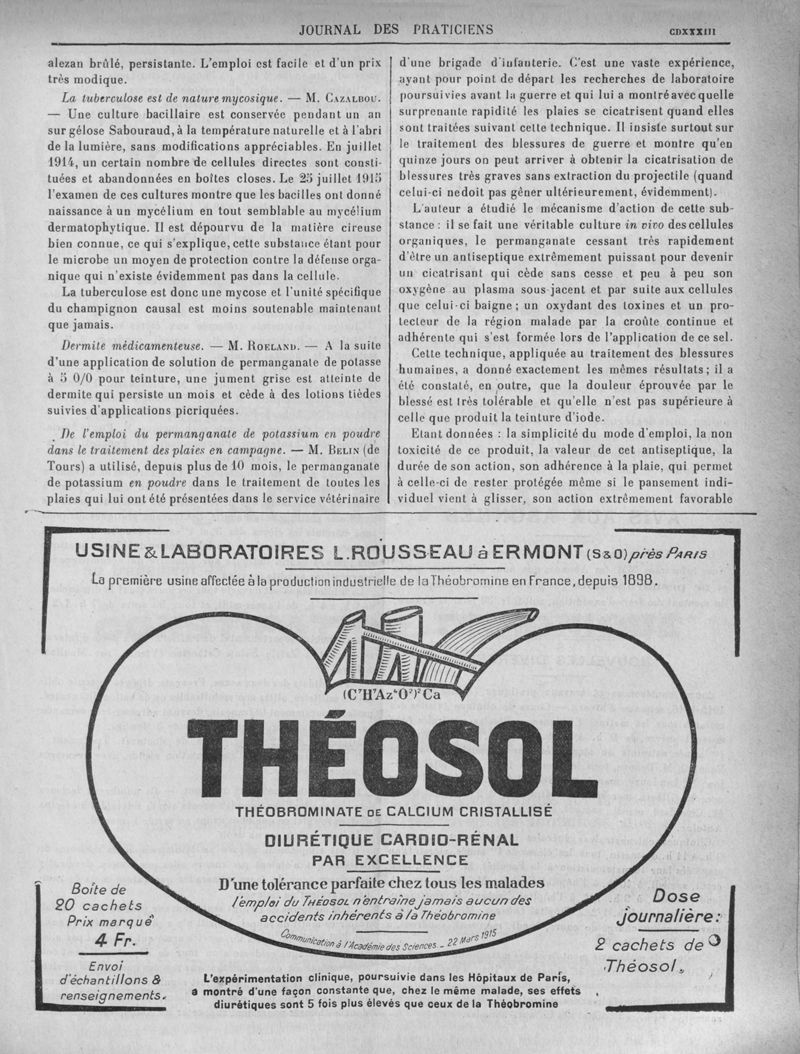 JOURNAL DES PRATICIENS
CDXXXIII
alezan brûlé, persistante. L'emploi est facile et d'un prix
très modique.
La tuberculose est de nature mycosique. — M. CAZALBOU.
— Une culture bacillaire est conservée pendant un an
sur gélose Sabouraud, à la température naturelle et à l'abri
de la lumière, sans modifications appréciables. En juillet
1914, un certain nombre de cellules directes sont consti-
tuées et abandonnées en boîtes closes. Le 25 juillet 1915
l'examen de ces cultures montre que les bacilles ont donné
naissance à un mycélium en tout semblable au mycélium
dermatophytique. Il est dépourvu de la matière cireuse
bien connue, ce qui s'explique, cette substance étant pour
le microbe un moyen de protection contre la défense orga-
nique qui n'existe évidemment pas dans la cellule.
La tuberculose est donc une mycose et l'unité spécifique
du champignon causal est moins soutenable maintenant
que jamais.
Dermite médicamenteuse. — M. ROELAND. — A la suite
d'une application de solution de permanganate de potasse
à 5 0/0 pour teinture, une jument grise est atteinte de
dermite qui persiste un mois et cède à des lotions tièdes
suivies d'applications picriquées.
De l'emploi du permanganate de potassium en poudre
dans le traitement des plaies en campagne. — M. BELIN (de
Tours) a utilisé, depuis plus de 10 mois, le permanganate
de potassium en poudre dans le traitement de toutes les
plaies qui lui ont été présentées dans le service vétérinaire
d'une brigade d'infanterie. C'est une vaste expérience,
ayant pour point de départ les recherches de laboratoire
poursuivies avant la guerre et qui lui a montré avec quelle
surprenante rapidité les plaies se cicatrisent quand elles
sont traitées suivant cette technique. Il insiste surtout sur
le traitement des blessures de guerre et montre qu'en
quinze jours on peut arriver à obtenir la cicatrisation de
blessures très graves sans extraction du projectile (quand
celui-ci ne doit pas gêner ultérieurement, évidemment).
L'auteur a étudié le mécanisme d'action de cette sub-
stance : il se fait une véritable culture in vivo des cellules
organiques, le permanganate cessant très rapidement
d'être un antiseptique extrêmement puissant pour devenir
un cicatrisant qui cède sans cesse et peu à peu son
oxygène au plasma sous-jacent et par suite aux cellules
que celui-ci baigne ; un oxydant des toxines et un pro-
tecteur de la région malade par la croûte continue et
adhérente qui s'est formée lors de l'application de ce sel.
Cette technique, appliquée au traitement des blessures
humaines, a donné exactement les mêmes résultats ; il a
été constaté, en outre, que la douleur éprouvée par le
blessé est très tolérable et qu'elle n'est pas supérieure à
celle que produit la teinture d'iode.
Etant données : la simplicité du mode d'emploi, la non
toxicité de ce produit, la valeur de cet antiseptique, la
durée de son action, son adhérence à la plaie, qui permet
à celle-ci de rester protégée même si le pansement indi-
viduel vient à glisser, son action extrêmement favorable
USINE & LABORATOIRES L. ROUSSEAU à ERMONT (S&O) près PARIS
La première usine affectée à la production industrielle de la Théobromine en France, depuis 1898.
(C⁷H⁷Az⁴O²)²Ca
THÉOSOL
THÉOBROMINATE DE CALCIUM CRISTALLISÉ
DIURÉTIQUE CARDIO-RÉNAL
PAR EXCELLENCE
D'une tolérance parfaite chez tous les malades
l'emploi du THÉOSOL n'entraîne jamais aucun des
accidents inhérents à la Théobromine
Communication à l'Académie des Sciences. - 22 Mars 1915
Boîte de
20 cachets
Prix marqué
4 Fr.
Envoi
d'échantillons &
renseignements.
Dose
journalière:
2 cachets de
Théosol
L'expérimentation clinique, poursuivie dans les Hôpitaux de Paris,
a montré d'une façon constante que, chez le même malade, ses effets
diurétiques sont 5 fois plus élevés que ceux de la Théobromine